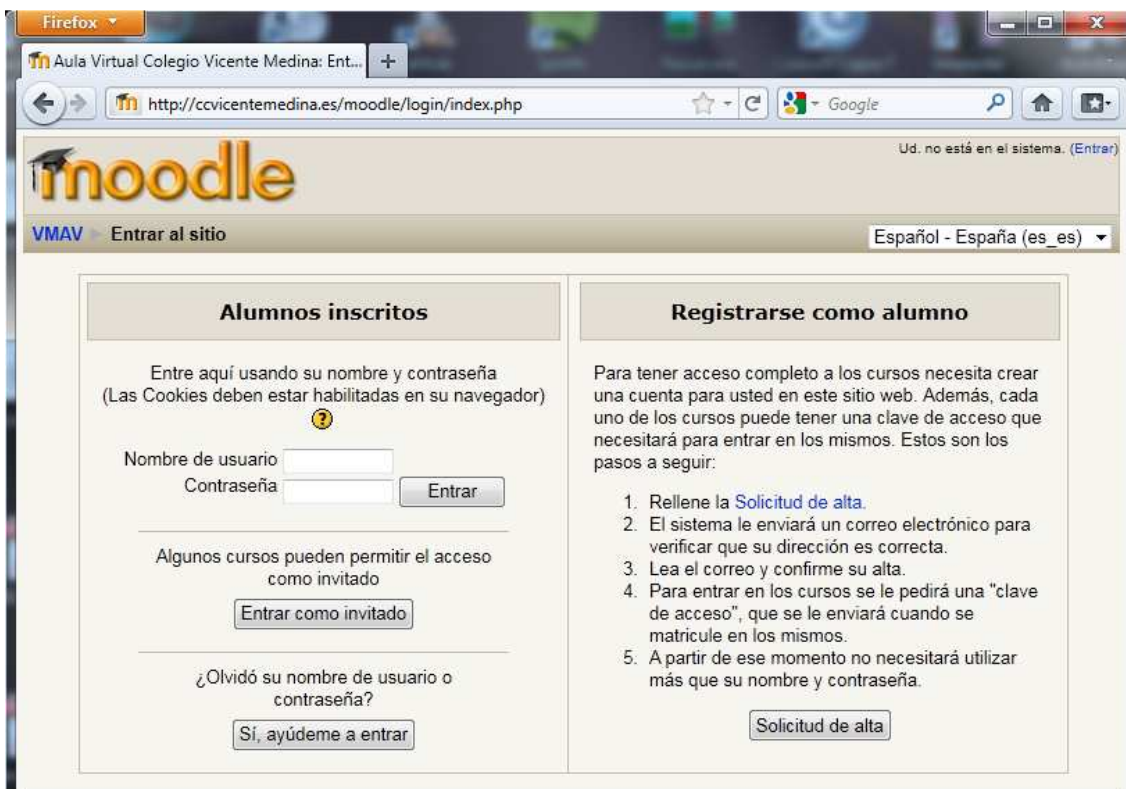 Firefox
Aula Virtual Colegio Vicente Medina: Ent...
http://ccvicentemedina.es/moodle/login/index.php
Google
moodle
Ud. no está en el sistema. (Entrar)
VMAV
Entrar al sitio
Español - España (es_es)
Alumnos inscritos
Entre aquí usando su nombre y contraseña
(Las Cookies deben estar habilitadas en su navegador)
?
Nombre de usuario
Contraseña
Entrar
Algunos cursos pueden permitir el acceso
como invitado
Entrar como invitado
¿Olvidó su nombre de usuario o
contraseña?
Sí, ayúdeme a entrar
Registrarse como alumno
Para tener acceso completo a los cursos necesita crear
una cuenta para usted en este sitio web. Además, cada
uno de los cursos puede tener una clave de acceso que
necesitará para entrar en los mismos. Estos son los
pasos a seguir:
1. Rellene la Solicitud de alta.
2. El sistema le enviará un correo electrónico para
verificar que su dirección es correcta.
3. Lea el correo y confirme su alta.
4. Para entrar en los cursos se le pedirá una "clave
de acceso", que se le enviará cuando se
matricule en los mismos.
5. A partir de ese momento no necesitará utilizar
más que su nombre y contraseña.
Solicitud de alta